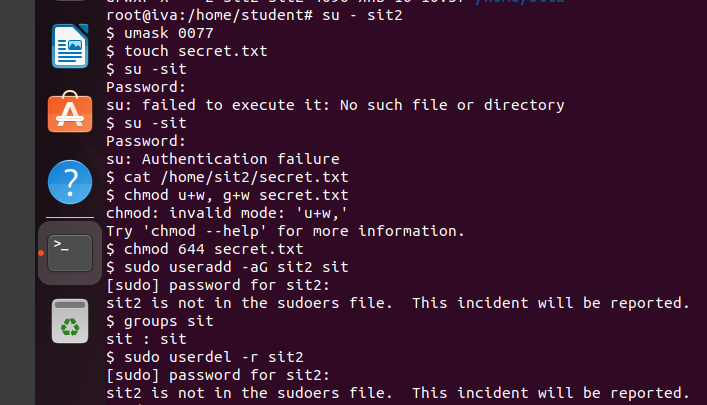 root@iva:/home/student# su - sit2
$ umask 0077
$ touch secret.txt
$ su -sit
Password:
su: failed to execute it: No such file or directory
$ su -sit
Password:
su: Authentication failure
$ cat /home/sit2/secret.txt
$ chmod u+w, g+w secret.txt
chmod: invalid mode: 'u+w,'
Try 'chmod --help' for more information.
$ chmod 644 secret.txt
$ sudo useradd -aG sit2 sit
[sudo] password for sit2:
sit2 is not in the sudoers file.  This incident will be reported.
$ groups sit
sit : sit
$ sudo userdel -r sit2
[sudo] password for sit2:
sit2 is not in the sudoers file.  This incident will be reported.